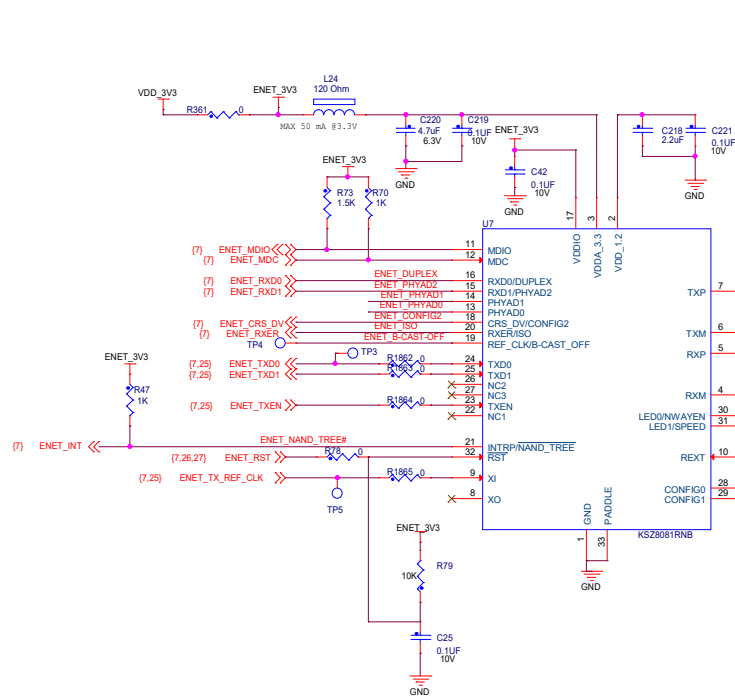 L24
120 Ohm
VDD_3V3
ENET_3V3
R361
0
MAX 50 mA @3.3V
C220
4.7uF
6.3V
C219
0.1UF
10V
ENET_3V3
C218
2.2uF
C221
0.1UF
10V
GND
GND
ENET_3V3
C42
0.1UF
10V
GND
R73
1.5K
R70
1K
17
3
2
U7
VDDIO
VDDA_3.3
VDD_1.2
{7} ENET_MDIO
11
MDIO
{7} ENET_MDC
12
MDC
{7} ENET_RXD0
ENET_DUPLEX
16
RXD0/DUPLEX
{7} ENET_RXD1
ENET_PHYAD2
15
RXD1/PHYAD2
ENET_PHYAD1
14
PHYAD1
ENET_PHYAD0
13
PHYAD0
{7} ENET_CRS_DV
ENET_CONFIG2
18
CRS_DV/CONFIG2
{7} ENET_RXER
ENET_ISO
20
RXER/ISO
TP4
ENET_B-CAST-OFF
19
REF_CLK/B-CAST_OFF
TP3
{7,25} ENET_TXD0
R1862
0
24
TXD0
{7,25} ENET_TXD1
R1863
0
25
TXD1
26
NC2
27
NC3
{7,25} ENET_TXEN
R1864
0
23
TXEN
22
NC1
ENET_3V3
R47
1K
{7} ENET_INT
ENET_NAND_TREE#
21
INTRP/NAND_TREE
{7,26,27} ENET_RST
R78
0
32
RST
{7,25} ENET_TX_REF_CLK
R1865
0
9
XI
TP5
8
XO
TXP
7
TXM
6
RXP
5
RXM
4
LED0/NWAYEN
30
LED1/SPEED
31
REXT
10
CONFIG0
28
CONFIG1
29
GND
PADDLE
1
33
KSZ8081RNB
GND
ENET_3V3
R79
10K
C25
0.1UF
10V
GND